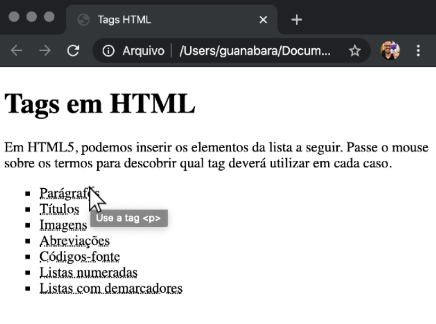 Tags HTML
Arquivo | /Users/guanabara/Docum...
Tags em HTML
Em HTML5, podemos inserir os elementos da lista a seguir. Passe o mouse
sobre os termos para descobrir qual tag deverá utilizar em cada caso.
Parágrafos
Use a tag <p>
Títulos
Imagens
Abreviações
Códigos-fonte
Listas numeradas
Listas com demarcadores